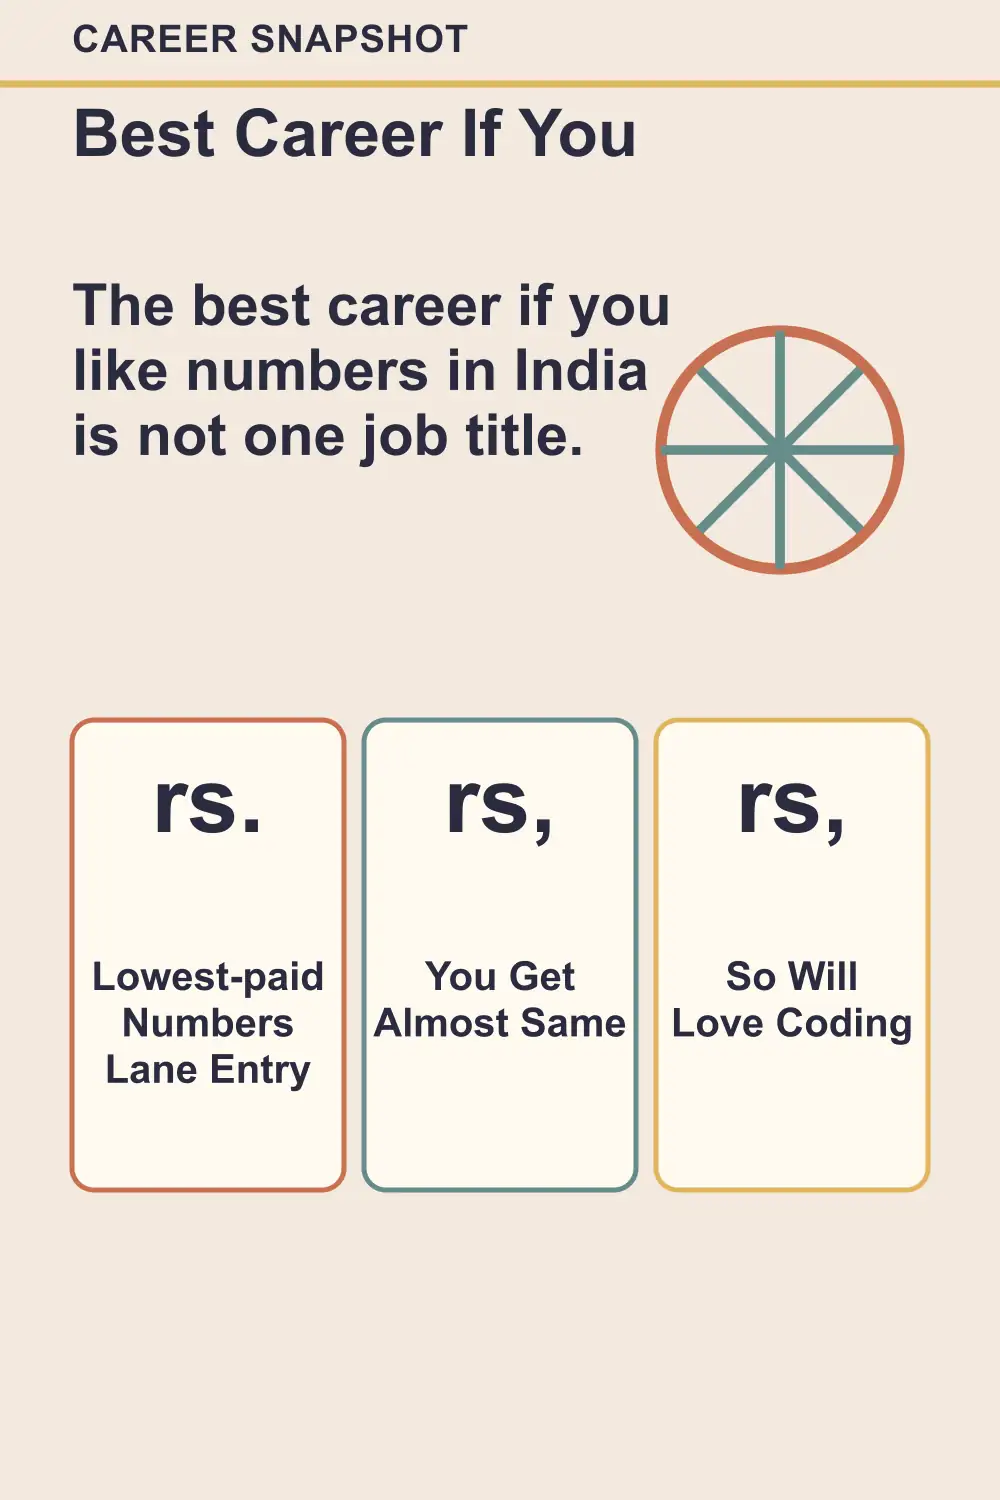 CAREER SNAPSHOT
Best Career If You
The best career if you
like numbers in India
is not one job title.
rs.
Lowest-paid
Numbers
Lane Entry
rs,
You Get
Almost Same
rs,
So Will
Love Coding